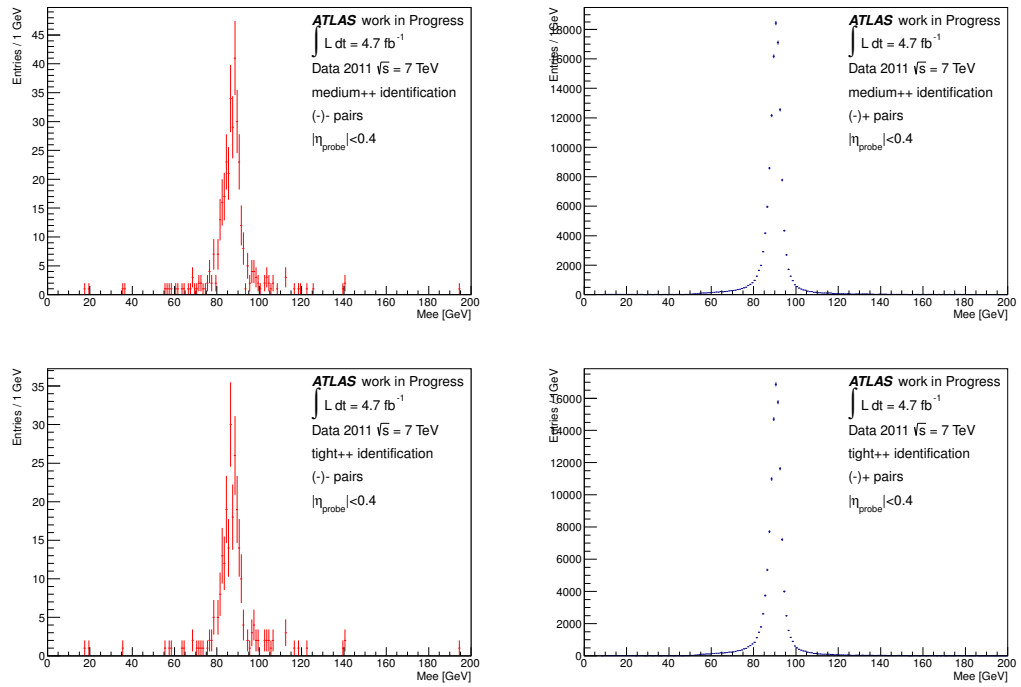 Entries / 1 GeV
45
40
35
30
25
20
15
10
5
0
0 20 40 60 80 100 120 140 160 180 200
Mee [GeV]
ATLAS work in Progress
∫ L dt = 4.7 fb⁻¹
Data 2011 √s = 7 TeV
medium++ identification
(-)- pairs
|η_probe|<0.4
Entries / 1 GeV
18000
16000
14000
12000
10000
8000
6000
4000
2000
0
0 20 40 60 80 100 120 140 160 180 200
Mee [GeV]
ATLAS work in Progress
∫ L dt = 4.7 fb⁻¹
Data 2011 √s = 7 TeV
medium++ identification
(-)+ pairs
|η_probe|<0.4
Entries / 1 GeV
35
30
25
20
15
10
5
0
0 20 40 60 80 100 120 140 160 180 200
Mee [GeV]
ATLAS work in Progress
∫ L dt = 4.7 fb⁻¹
Data 2011 √s = 7 TeV
tight++ identification
(-)- pairs
|η_probe|<0.4
Entries / 1 GeV
16000
14000
12000
10000
8000
6000
4000
2000
0
0 20 40 60 80 100 120 140 160 180 200
Mee [GeV]
ATLAS work in Progress
∫ L dt = 4.7 fb⁻¹
Data 2011 √s = 7 TeV
tight++ identification
(-)+ pairs
|η_probe|<0.4